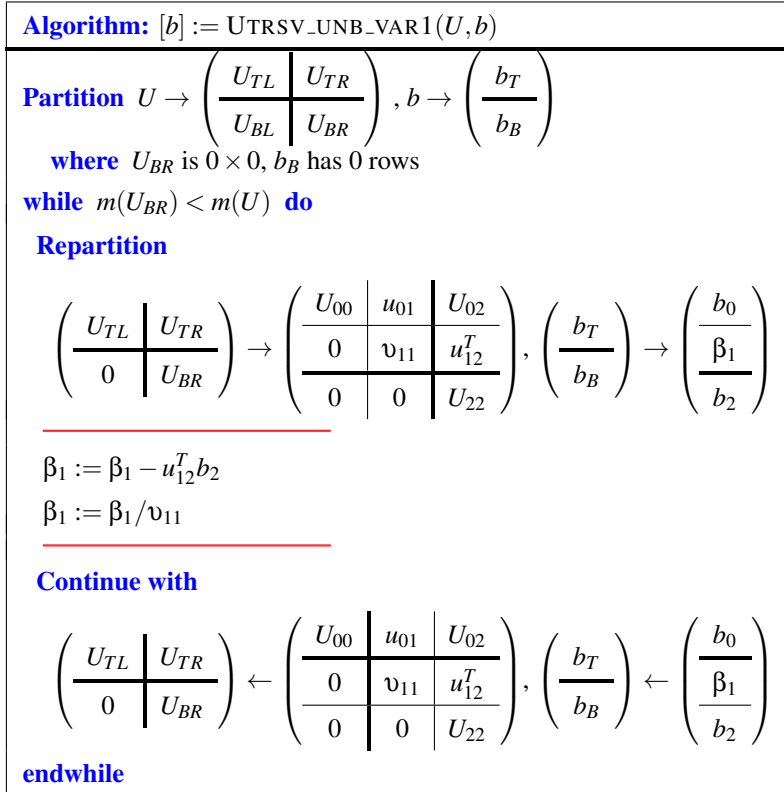 Algorithm: [b] := UTRSV_UNB_VAR1(U,b)
Partition U → ( U_TL | U_TR ; U_BL | U_BR ), b → ( b_T ; b_B )
where U_BR is 0 × 0, b_B has 0 rows
while m(U_BR) < m(U) do
Repartition
( U_TL | U_TR ; 0 | U_BR ) → ( U_00 | u_01 | U_02 ; 0 | υ_11 | u_12^T ; 0 | 0 | U_22 ), ( b_T ; b_B ) → ( b_0 ; β_1 ; b_2 )
β_1 := β_1 − u_12^T b_2
β_1 := β_1/υ_11
Continue with
( U_TL | U_TR ; 0 | U_BR ) ← ( U_00 | u_01 | U_02 ; 0 | υ_11 | u_12^T ; 0 | 0 | U_22 ), ( b_T ; b_B ) ← ( b_0 ; β_1 ; b_2 )
endwhile